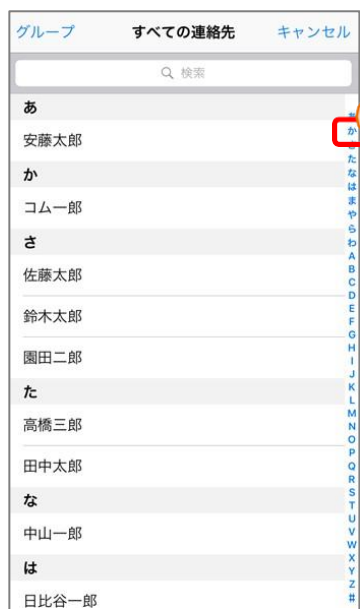 グループ すべての連絡先 キャンセル
検索
あ
安藤太郎
か
コム一郎
さ
佐藤太郎
鈴木太郎
園田二郎
た
高橋三郎
田中太郎
な
中山一郎
は
日比谷一郎
あ
か
さ
た
な
は
ま
や
ら
わ
A
B
C
D
E
F
G
H
I
J
K
L
M
N
O
P
Q
R
S
T
U
V
W
X
Y
Z
#